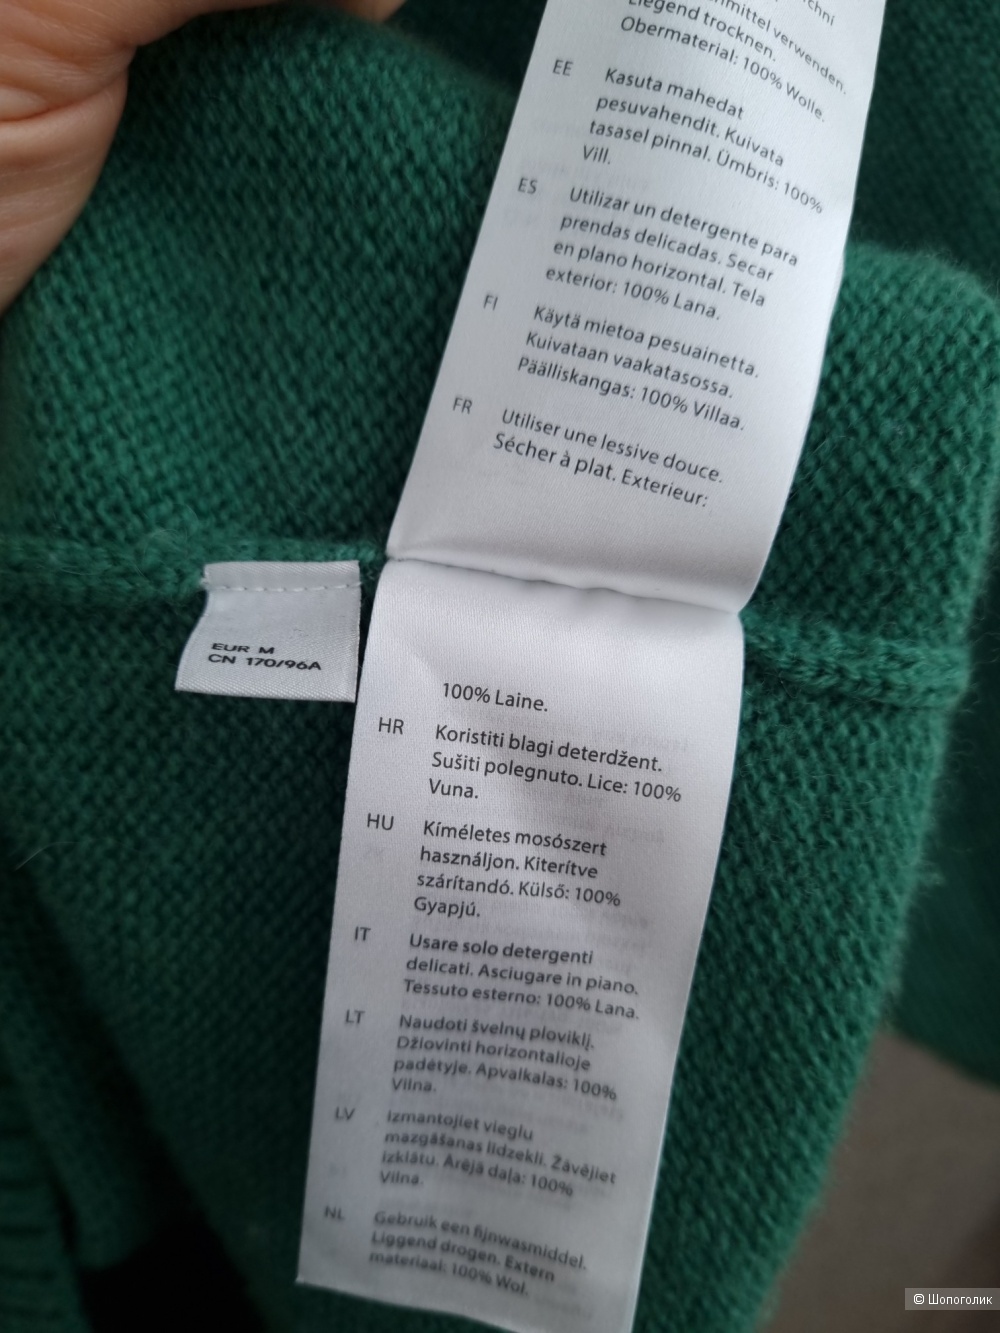 chni
nmittel verwenden.
Liegend trocknen.
Obermaterial: 100% Wolle.
EE Kasuta mahedat
pesuvahendit. Kuivata
tasasel pinnal. Ümbris: 100%
Vill.
ES Utilizar un detergente para
prendas delicadas. Secar
en plano horizontal. Tela
exterior: 100% Lana.
FI Käytä mietoa pesuainetta.
Kuivataan vaakatasossa.
Päälliskangas: 100% Villaa.
FR Utiliser une lessive douce.
Sécher à plat. Exterieur:
EUR M
CN 170/96A
100% Laine.
HR Koristiti blagi deterdžent.
Sušiti polegnuto. Lice: 100%
Vuna.
HU Kíméletes mosószert
használjon. Kiterítve
szárítandó. Külső: 100%
Gyapjú.
IT Usare solo detergenti
delicati. Asciugare in piano.
Tessuto esterno: 100% Lana.
LT Naudoti švelnų ploviklį.
Džiovinti horizontalioje
padėtyje. Apvalkalas: 100%
Vilna.
LV Izmantojiet vieglu
mazgāšanas līdzekli. Žāvējiet
izklātu. Ārējā daļa: 100%
Vilna.
NL Gebruik een fijnwasmiddel.
Liggend drogen. Extern
materiaal: 100% Wol.
© Шопоголик